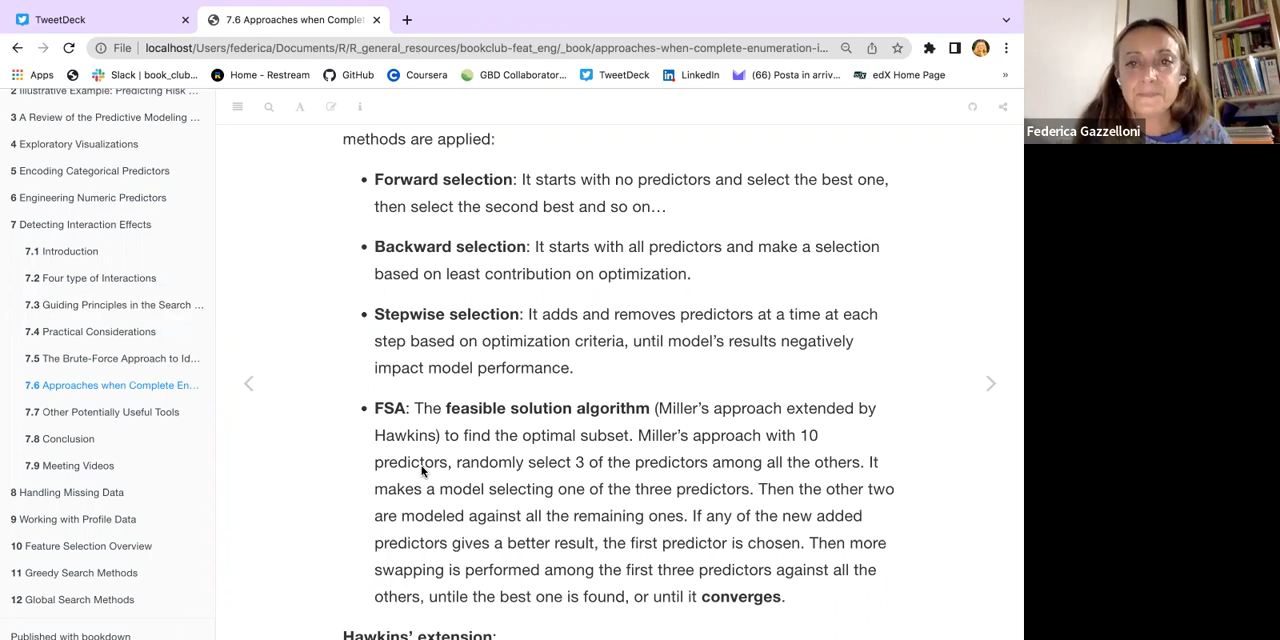 TweetDeck
7.6 Approaches when Comple
File localhost/Users/federica/Documents/R/R_general_resources/bookclub-feat_eng/_book/approaches-when-complete-enumeration-i...
Apps Slack | book_club... Home - Restream GitHub Coursera GBD Collaborator... TweetDeck LinkedIn (66) Posta in arriv... edX Home Page »
2 Illustrative Example: Predicting Risk ...
3 A Review of the Predictive Modeling ...
4 Exploratory Visualizations
5 Encoding Categorical Predictors
6 Engineering Numeric Predictors
7 Detecting Interaction Effects
7.1 Introduction
7.2 Four type of Interactions
7.3 Guiding Principles in the Search ...
7.4 Practical Considerations
7.5 The Brute-Force Approach to Id...
7.6 Approaches when Complete En...
7.7 Other Potentially Useful Tools
7.8 Conclusion
7.9 Meeting Videos
8 Handling Missing Data
9 Working with Profile Data
10 Feature Selection Overview
11 Greedy Search Methods
12 Global Search Methods
Published with bookdown
methods are applied:
• Forward selection: It starts with no predictors and select the best one,
then select the second best and so on...
• Backward selection: It starts with all predictors and make a selection
based on least contribution on optimization.
• Stepwise selection: It adds and removes predictors at a time at each
step based on optimization criteria, until model's results negatively
impact model performance.
• FSA: The feasible solution algorithm (Miller's approach extended by
Hawkins) to find the optimal subset. Miller's approach with 10
predictors, randomly select 3 of the predictors among all the others. It
makes a model selecting one of the three predictors. Then the other two
are modeled against all the remaining ones. If any of the new added
predictors gives a better result, the first predictor is chosen. Then more
swapping is performed among the first three predictors against all the
others, untile the best one is found, or until it converges.
Hawkins' extension:
Federica Gazzelloni